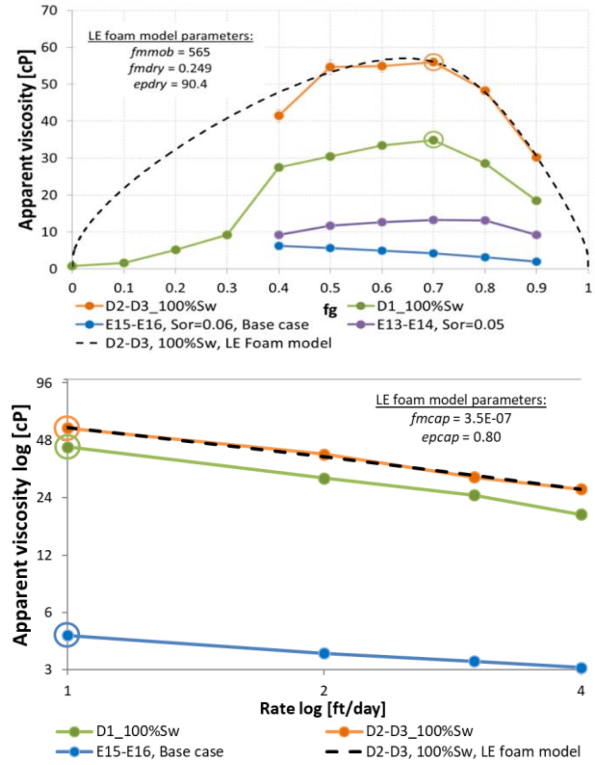 70
60
50
40
30
20
10
0
Apparent viscosity [cP]
LE foam model parameters:
fmmob = 565
fmdry = 0.249
epdry = 90.4
0 0.1 0.2 0.3 0.4 0.5 0.6 0.7 0.8 0.9 1
fg
D2-D3_100%Sw D1_100%Sw
E15-E16, Sor=0.06, Base case E13-E14, Sor=0.05
D2-D3, 100%Sw, LE Foam model
96
48
24
12
6
3
Apparent viscosity log [cP]
LE foam model parameters:
fmcap = 3.5E-07
epcap = 0.80
1 2 4
Rate log [ft/day]
D1_100%Sw D2-D3_100%Sw
E15-E16, Base case D2-D3, 100%Sw, LE foam model